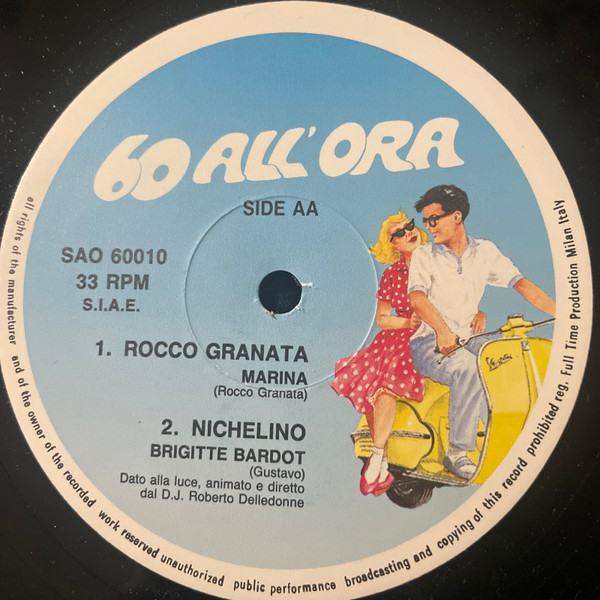 60 ALL'ORA
SIDE AA
SAO 60010
33 RPM
S.I.A.E.
1. ROCCO GRANATA
MARINA
(Rocco Granata)
2. NICHELINO
BRIGITTE BARDOT
(Gustavo)
Dato alla luce, animato e diretto
dal D.J. Roberto Delledonne
all rights of the manufacturer and of the owner of the recorded work reserved unauthorized public performance broadcasting and copying of this record prohibited reg. Full Time Production Milan Italy